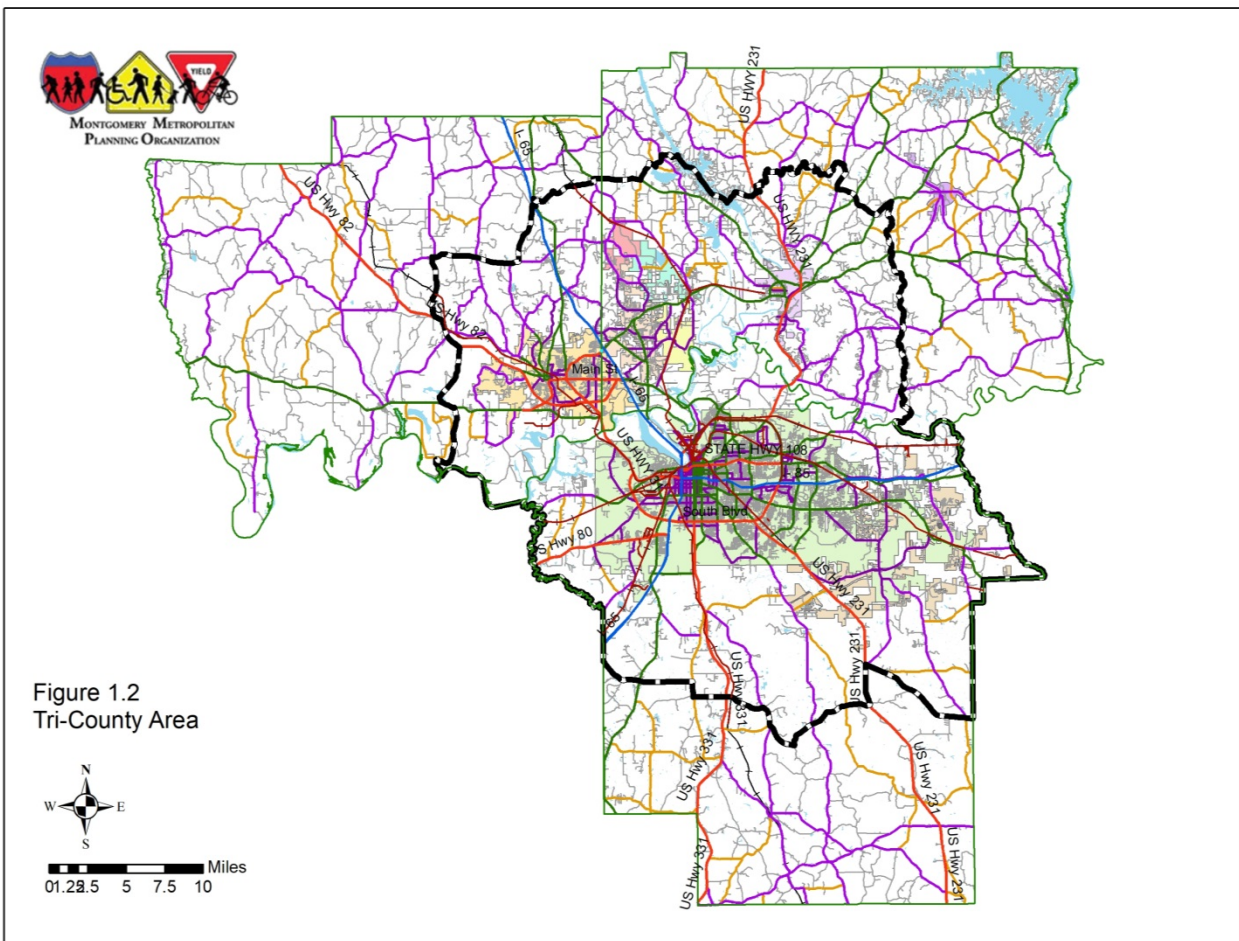 YIELD
MONTGOMERY METROPOLITAN
PLANNING ORGANIZATION
US HWY 231
I- 65
US Hwy 82
US HWY 231
US Hwy 82
Main St
I- 65
US HWY
STATE HWY 108
I- 85
South Blvd
S Hwy 80
US Hwy 231
I- 65
US Hwy 231
US Hwy 331
US Hwy 331
US Hwy 231
US Hwy 331
US Hwy 231
Figure 1.2
Tri-County Area
N
W
E
S
Miles
01.252.5 5 7.5 10